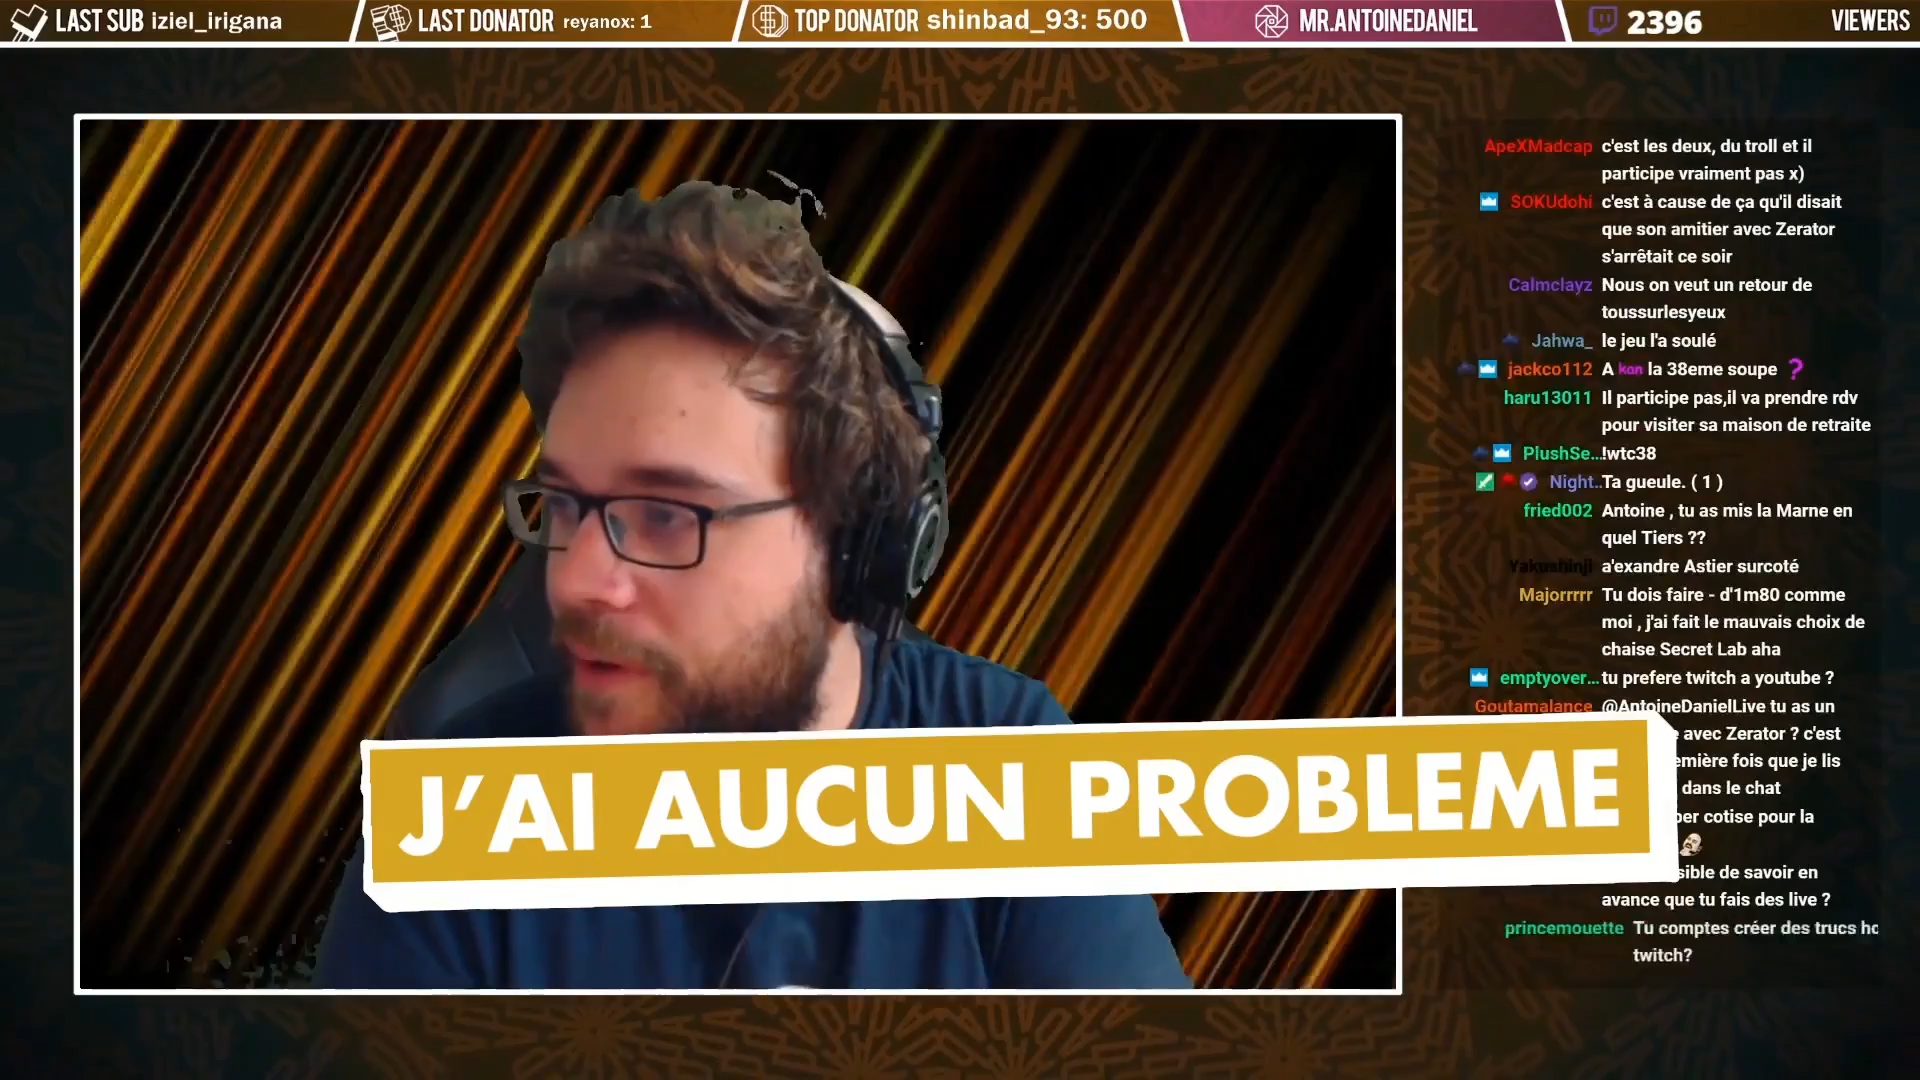 LAST SUB iziel_irigana
LAST DONATOR reyanox: 1
TOP DONATOR shinbad_93: 500
MR.ANTOINEDANIEL
2396 VIEWERS
ApeXMadcap c'est les deux, du troll et il
participe vraiment pas x)
SOKUdohi c'est à cause de ça qu'il disait
que son amitier avec Zerator
s'arrêtait ce soir
Calmclayz Nous on veut un retour de
toussurlesyeux
Jahwa_ le jeu l'a soulé
jackco112 A kan la 38eme soupe ?
haru13011 Il participe pas,il va prendre rdv
pour visiter sa maison de retraite
PlushSe... !wtc38
Night... Ta gueule. ( 1 )
fried002 Antoine , tu as mis la Marne en
quel Tiers ??
Yakushinji a'exandre Astier surcoté
Majorrrrr Tu dois faire - d'1m80 comme
moi , j'ai fait le mauvais choix de
chaise Secret Lab aha
emptyover... tu prefere twitch a youtube ?
Goutamalance @AntoineDanielLive tu as un
avec Zerator ? c'est
fois que je lis
dans le chat
cotise pour la
de savoir en
avance que tu fais des live ?
princemouette Tu comptes créer des trucs
twitch?
J'AI AUCUN PROBLEME